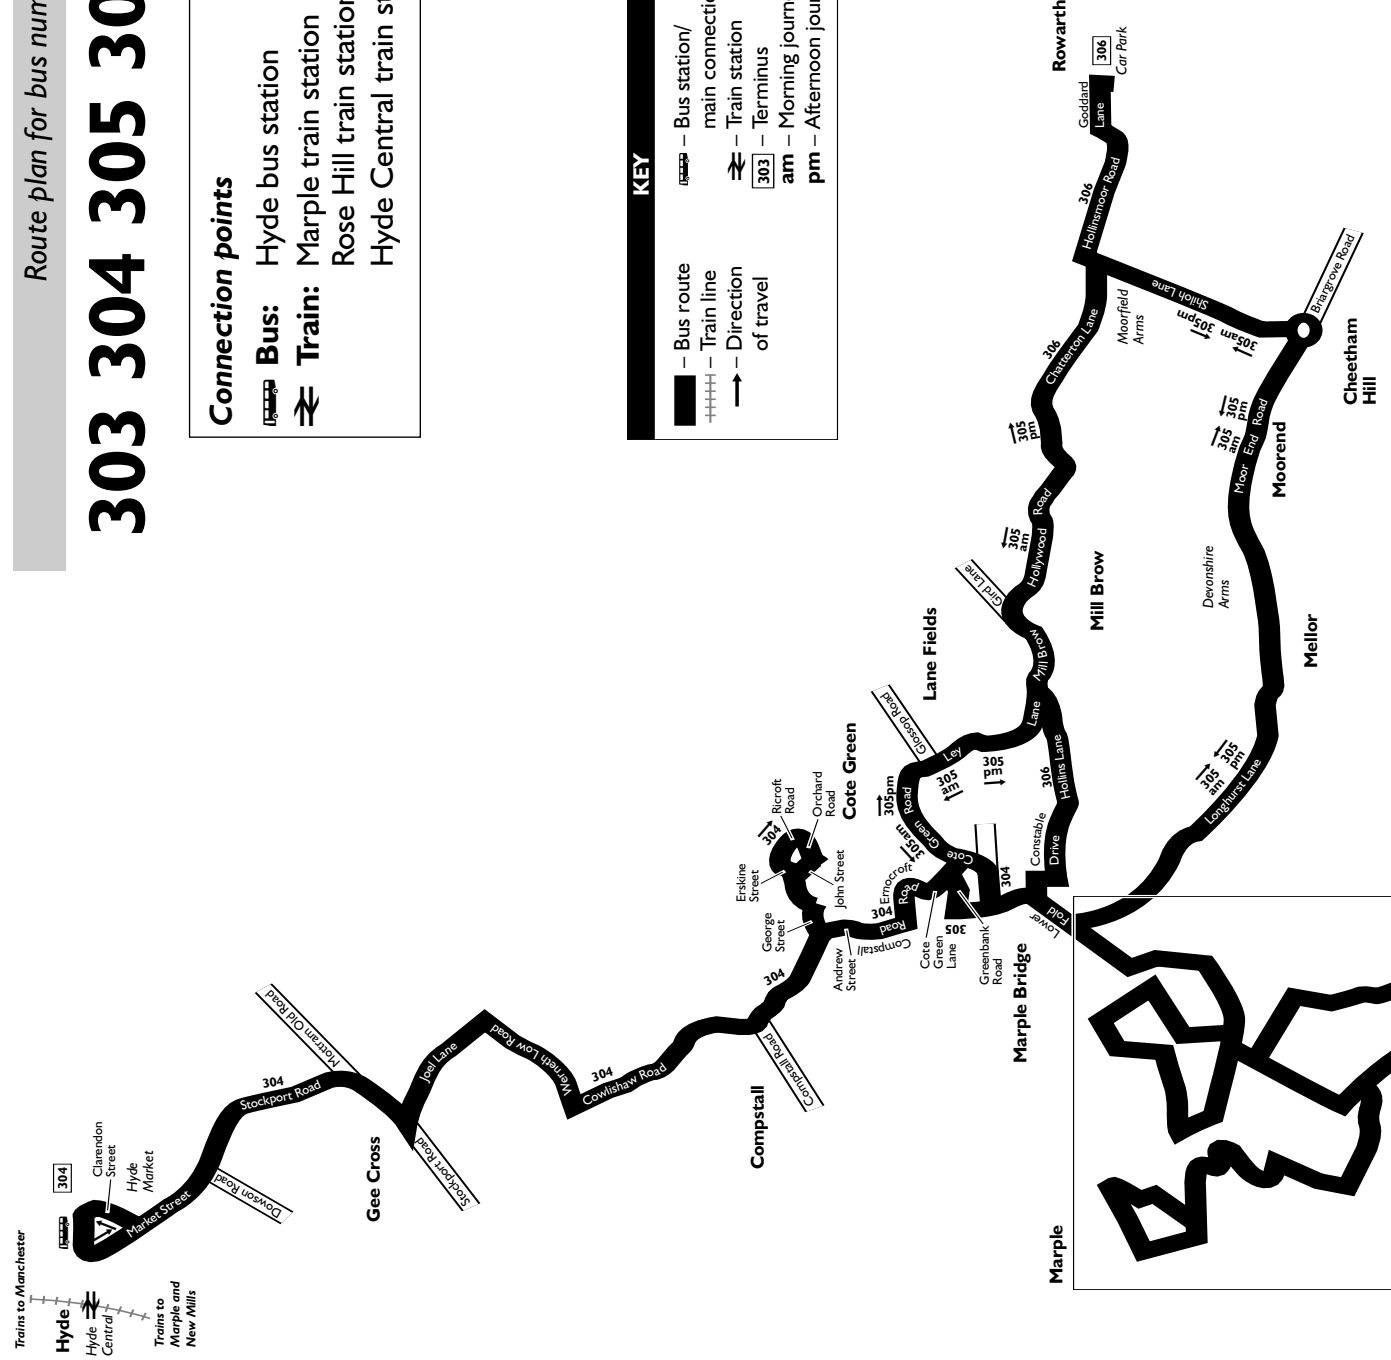 Route plan for bus num
303 304 305 30
Connection points
Bus: Hyde bus station
Train: Marple train station
Rose Hill train station
Hyde Central train st
KEY
– Bus route
– Train line
– Direction
of travel
– Bus station/
main connectio
– Train station
303 – Terminus
am – Morning journ
pm – Afternoon jour
Trains to Manchester
Hyde
Hyde
Central
Trains to
Marple and
New Mills
304
Clarendon
Street
Hyde
Market
Market Street
Dowson Road
304
Stockport Road
Mottram Old Road
Gee Cross
Stockport Road
Joel Lane
Werneth Low Road
304
Cowlishaw Road
Compstall
Compstall Road
304
George
Street
Erskine
Street
304
Ricroft
Road
Orchard
Road
John Street
Cote Green
Andrew
Street
Compstall
Road
304
Ernocroft
Road
Cote
Green
Lane
305
Greenbank
Road
Marple Bridge
304
Cote
Green
Road
305am
305pm
Glossop Road
Lane Fields
Ley
Lane
305
am
305
pm
306
Hollins Lane
Constable
Drive
Lower
Fold
Mill Brow
Gird Lane
Mill Brow
Hollywood
Road
305
am
305
pm
306
Chatterton Lane
Moorfield
Arms
306
Hollinsmoor Road
Goddard
Lane
Rowarth
306
Car Park
Shiloh Lane
305pm
305am
Briargrove Road
Cheetham
Hill
Moor End Road
305
am
305
pm
Moorend
Devonshire
Arms
Mellor
Longhurst Lane
305
am
305
pm
Marple